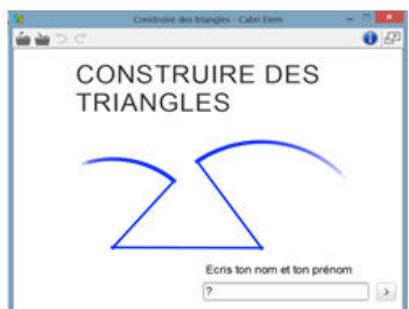 Construire des triangles - Cabri Elem
CONSTRUIRE DES
TRIANGLES
Ecris ton nom et ton prénom
?